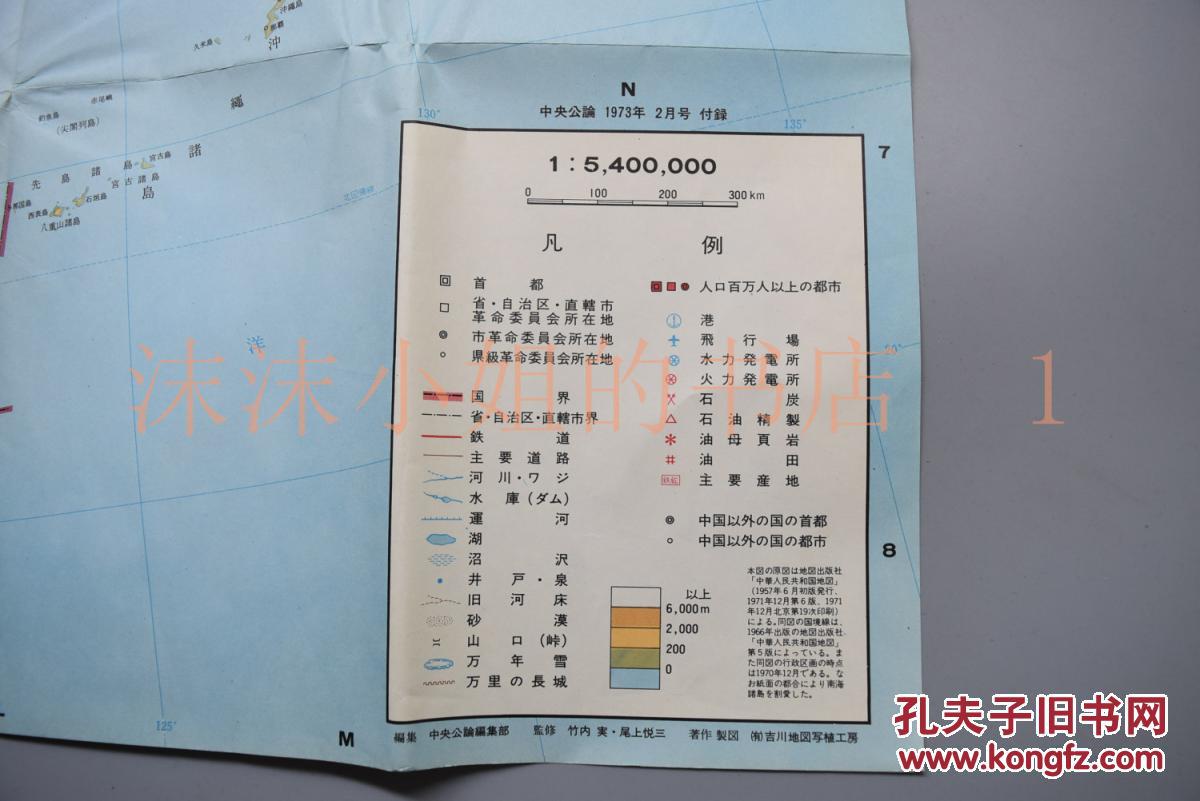 沖縄島
那覇
久米島
沖
縄
諸
島
赤尾嶼
釣魚島
(尖閣列島)
宮古島
先島諸島
宮古諸島
石垣島
西表島
八重山諸島
北回帰線
洋
130°
135°
125°
N
7
8
M
中央公論 1973年 2月号 付録
1:5,400,000
0 100 200 300 km
凡例
首都
省・自治区・直轄市
革命委員会所在地
市革命委員会所在地
県級革命委員会所在地
国界
省・自治区・直轄市界
鉄道
主要道路
河川・ワジ
水庫(ダム)
運河
湖
沼沢
井戸・泉
旧河床
砂漠
山口(峠)
万年雪
万里の長城
人口百万人以上の都市
港
飛行場
水力発電所
火力発電所
石炭
石油精製
油母頁岩
油田
主要産地
中国以外の国の首都
中国以外の国の都市
以上
6,000m
2,000
200
0
本図の原図は地図出版社
「中華人民共和国地図」
(1957年6月初版発行、
1971年12月第6版、1971
年12月北京第19次印刷)
による。同図の国境線は、
1966年出版の地図出版社
「中華人民共和国地図」
第5版によっている。ま
た同図の行政区画の時点
は1970年12月である。な
お紙面の都合により南海
諸島を割愛した。
編集 中央公論編集部 監修 竹内 実・尾上悦三 著作 製図 (有)吉川地図写植工房
沫沫小姐的书店 1
孔夫子旧书网
www.kongfz.com